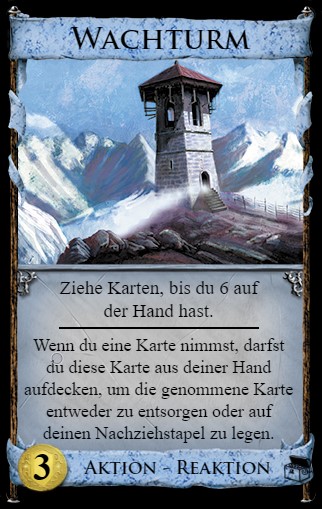 WACHTURM
Ziehe Karten, bis du 6 auf
der Hand hast.
Wenn du eine Karte nimmst, darfst
du diese Karte aus deiner Hand
aufdecken, um die genommene Karte
entweder zu entsorgen oder auf
deinen Nachziehstapel zu legen.
3
AKTION – REAKTION